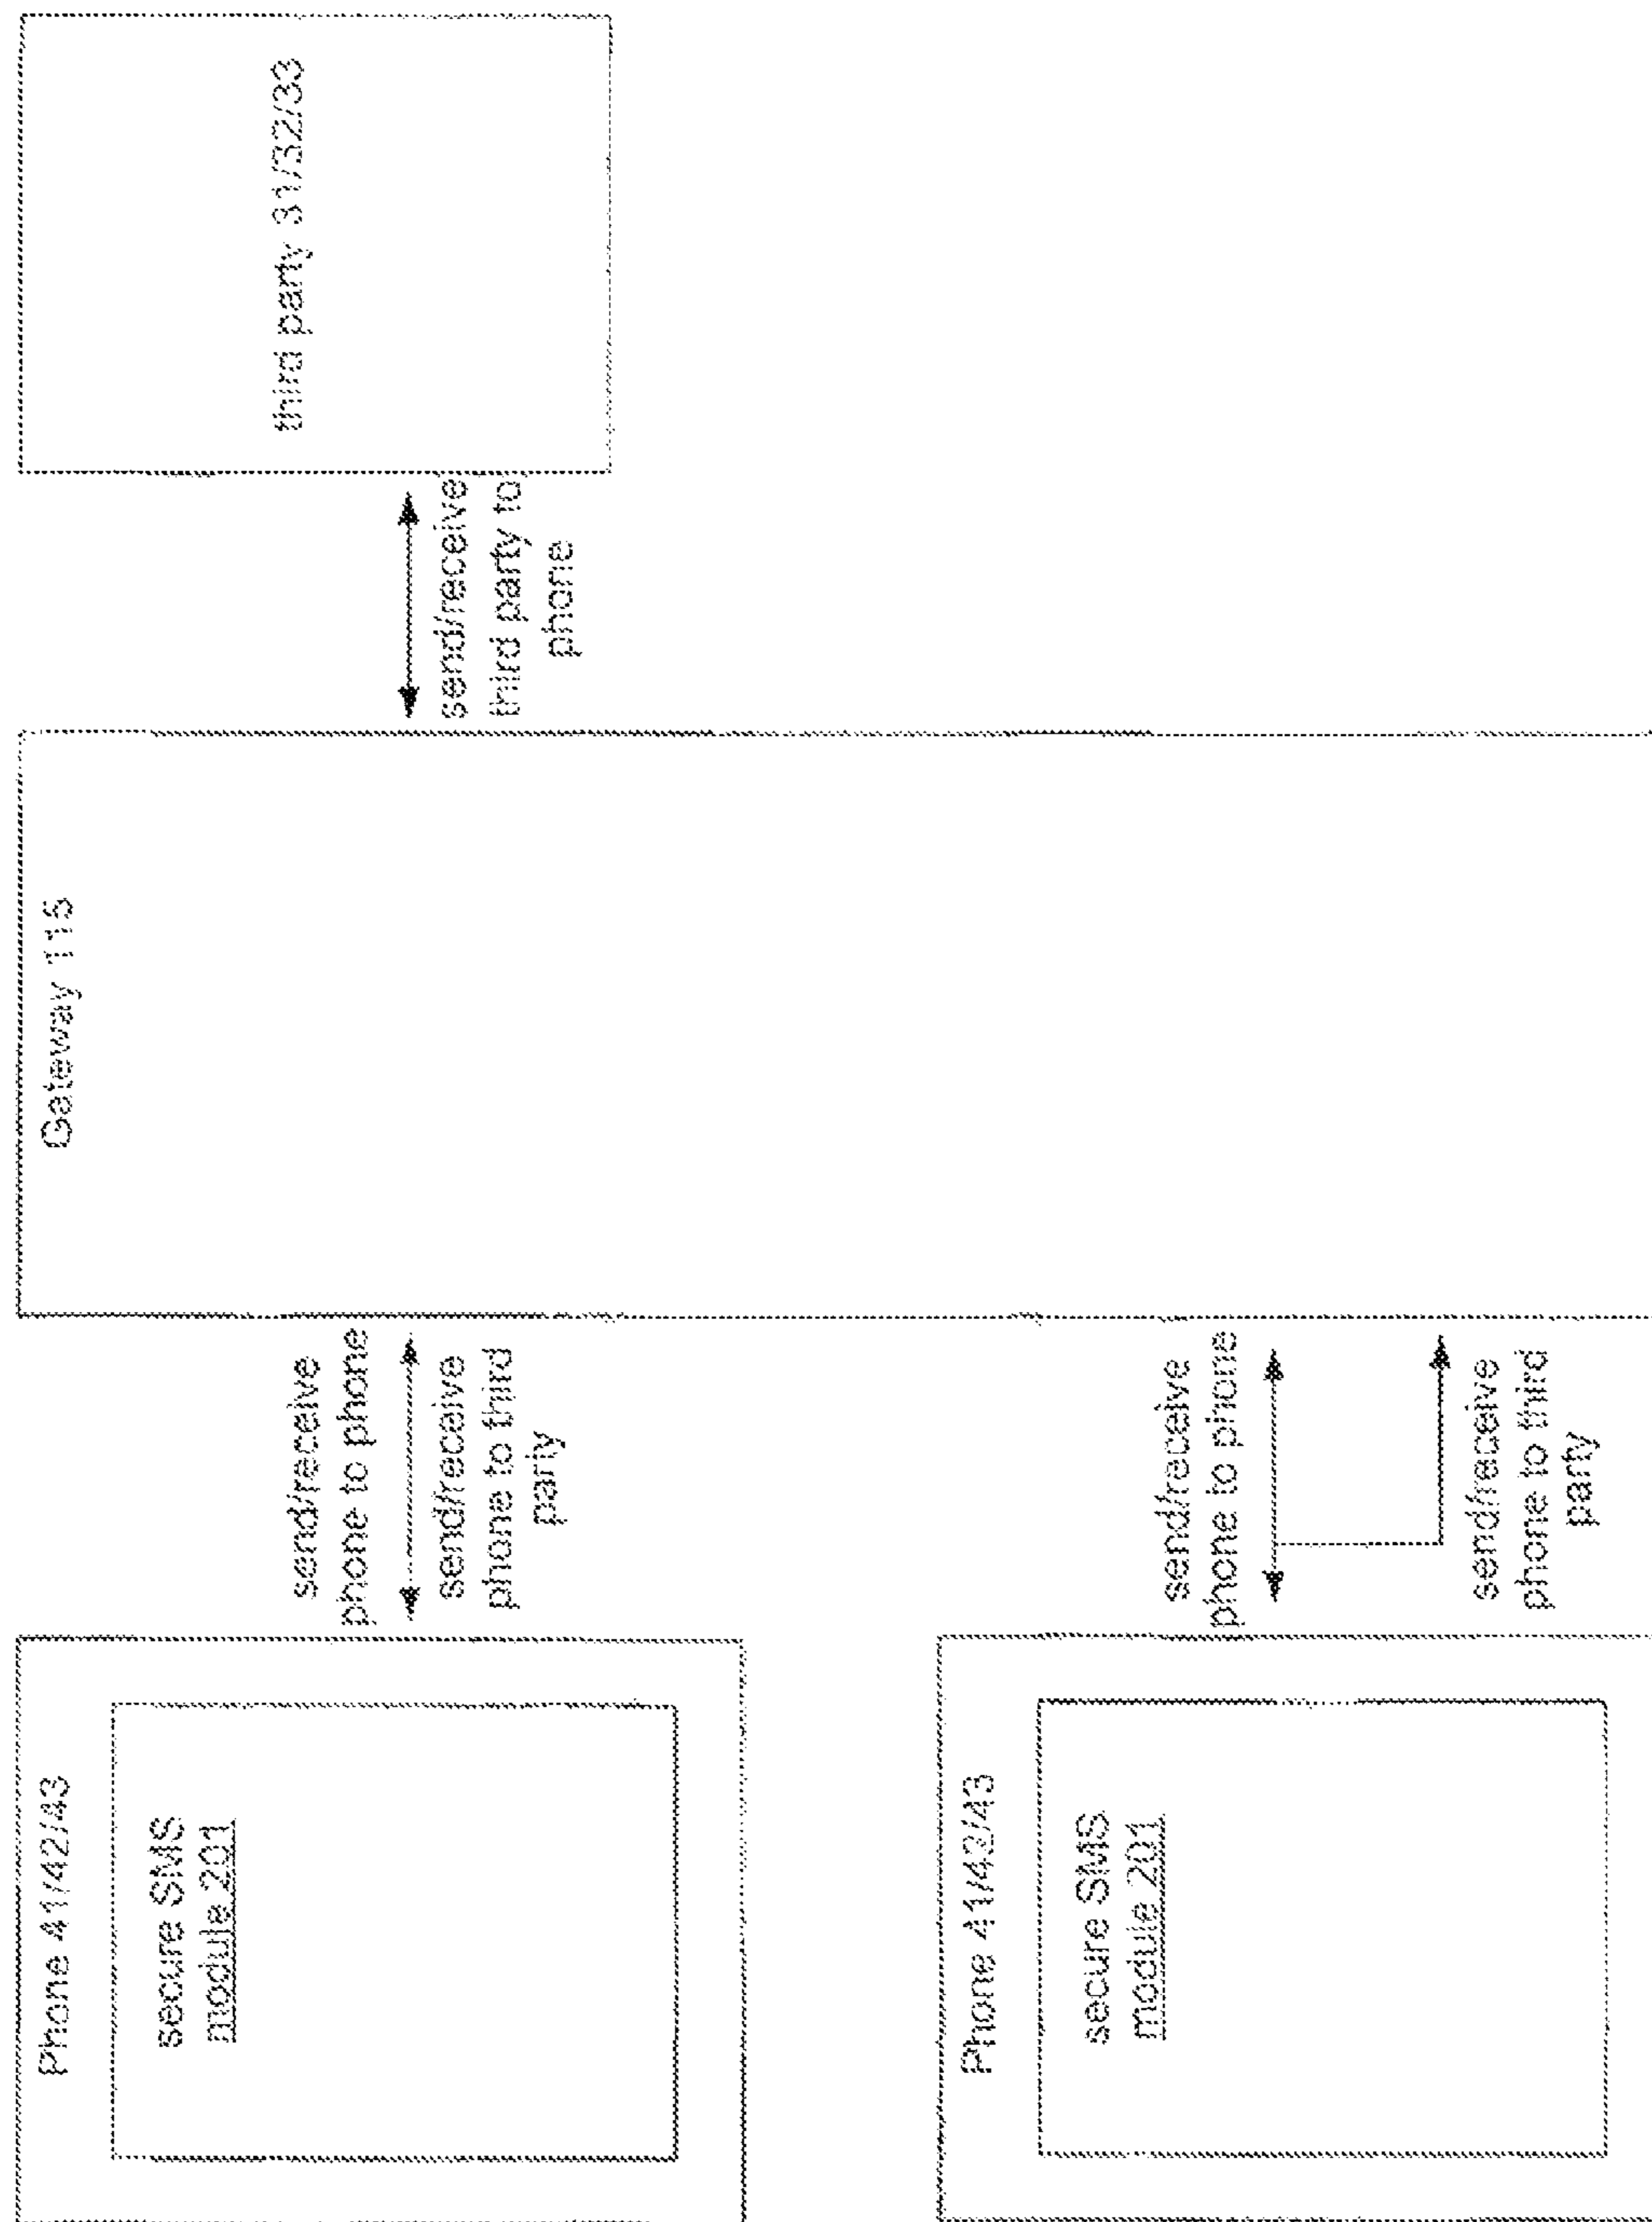 Phone 41/42/43
secure SMS
module 201
send/receive
phone to phone
send/receive
phone to third
party
Gateway 115
send/receive
third party to
phone
third party 31/32/33
Phone 41/42/43
secure SMS
module 201
send/receive
phone to phone
send/receive
phone to third
party